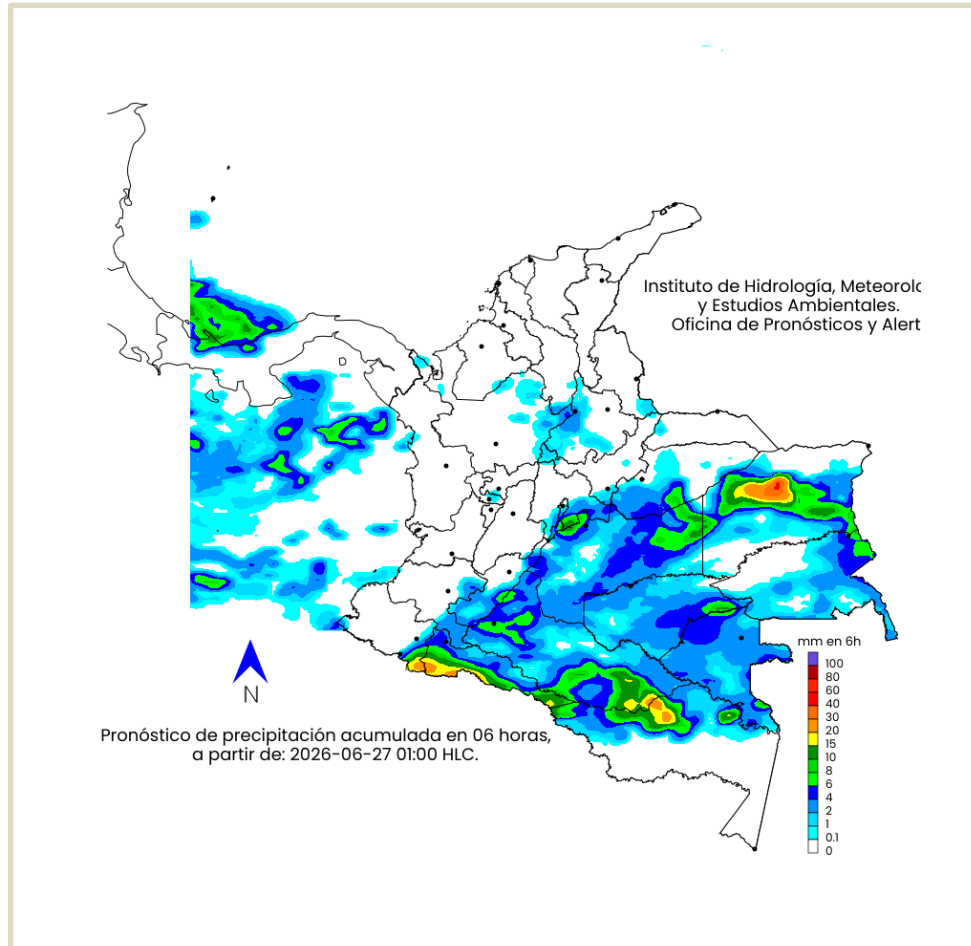 Instituto de Hidrología, Meteorolo
y Estudios Ambientales.
Oficina de Pronósticos y Alert
N
Pronóstico de precipitación acumulada en 06 horas,
a partir de: 2026-06-27 01:00 HLC.
mm en 6h
100
80
60
40
30
20
15
10
8
6
4
2
1
0.1
0